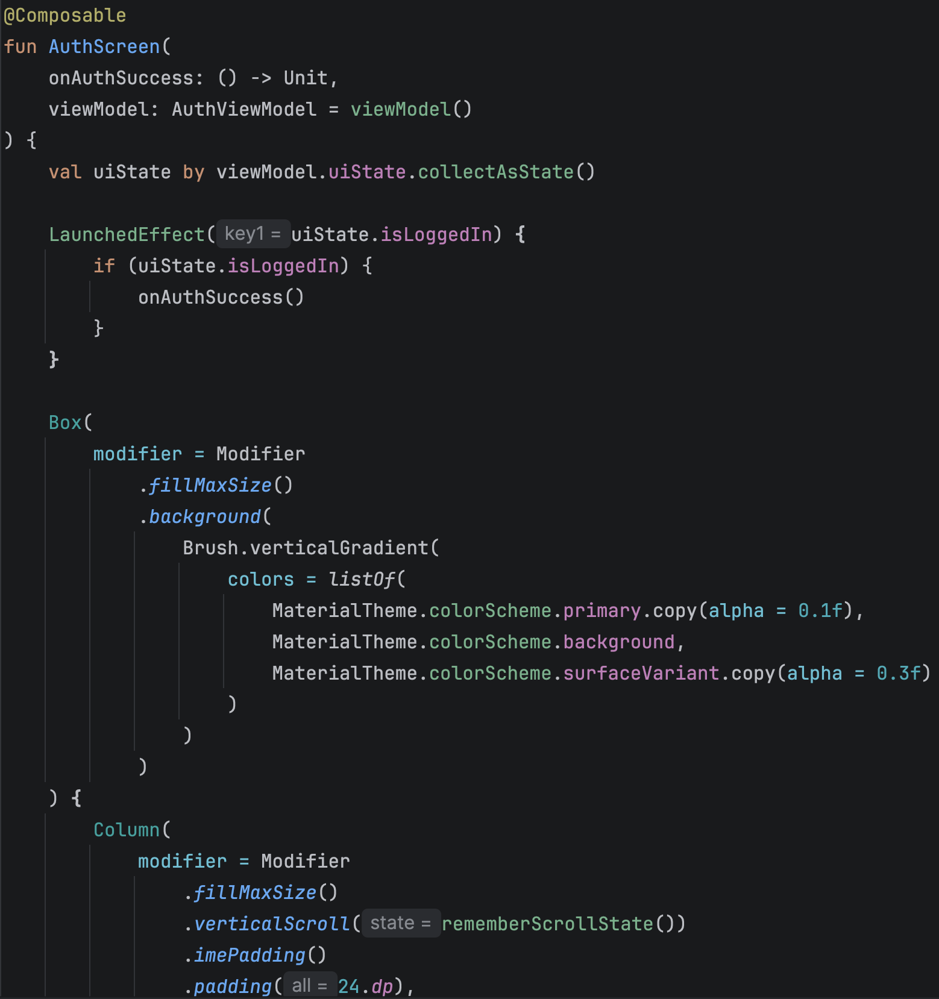 @Composable
fun AuthScreen(
    onAuthSuccess: () -> Unit,
    viewModel: AuthViewModel = viewModel()
) {
    val uiState by viewModel.uiState.collectAsState()

    LaunchedEffect( key1 = uiState.isLoggedIn) {
        if (uiState.isLoggedIn) {
            onAuthSuccess()
        }
    }

    Box(
        modifier = Modifier
            .fillMaxSize()
            .background(
                Brush.verticalGradient(
                    colors = listOf(
                        MaterialTheme.colorScheme.primary.copy(alpha = 0.1f),
                        MaterialTheme.colorScheme.background,
                        MaterialTheme.colorScheme.surfaceVariant.copy(alpha = 0.3f)
                    )
                )
            )
    ) {
        Column(
            modifier = Modifier
                .fillMaxSize()
                .verticalScroll( state = rememberScrollState())
                .imePadding()
                .padding( all = 24.dp),